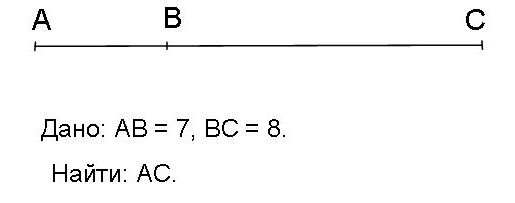 A B C
Дано: AB = 7, BC = 8.
Найти: AC.